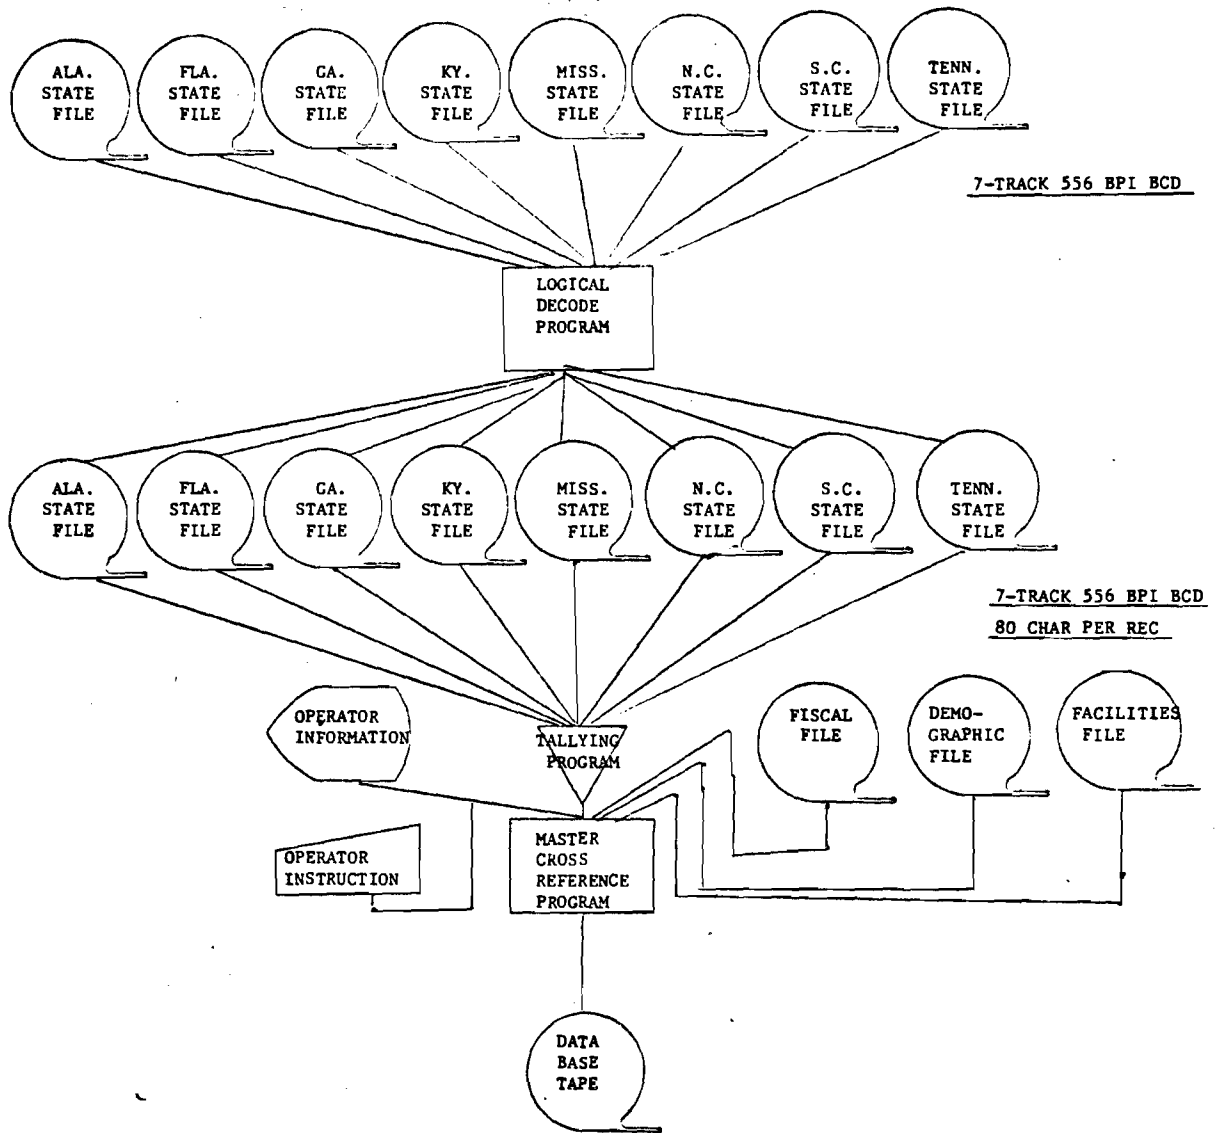 ALA.
STATE
FILE
FLA.
STATE
FILE
GA.
STATE
FILE
KY.
STATE
FILE
MISS.
STATE
FILE
N.C.
STATE
FILE
S.C.
STATE
FILE
TENN.
STATE
FILE
7-TRACK 556 BPI BCD
LOGICAL
DECODE
PROGRAM
ALA.
STATE
FILE
FLA.
STATE
FILE
GA.
STATE
FILE
KY.
STATE
FILE
MISS.
STATE
FILE
N.C.
STATE
FILE
S.C.
STATE
FILE
TENN.
STATE
FILE
7-TRACK 556 BPI BCD
80 CHAR PER REC
OPERATOR
INFORMATION
TALLYING
PROGRAM
FISCAL
FILE
DEMO-
GRAPHIC
FILE
FACILITIES
FILE
OPERATOR
INSTRUCTION
MASTER
CROSS
REFERENCE
PROGRAM
DATA
BASE
TAPE